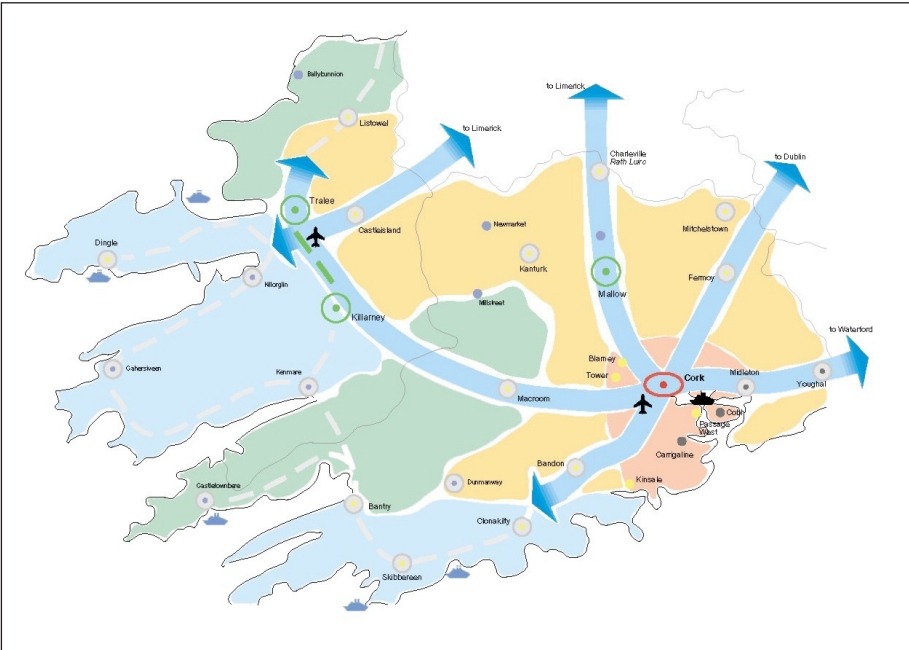 Ballybunnion
to Limerick
Listowel
to Limerick
Charleville
Rath Luirc
to Dublin
Tralee
Castleisland
Newmarket
Mitchelstown
Dingle
Kanturk
Fermoy
Killorglin
Mallow
Millstreet
Killarney
to Waterford
Blarney
Cahersiveen
Kenmare
Tower
Cork
Midleton
Youghal
Macroom
Cobh
Passage
West
Carrigaline
Bandon
Kinsale
Castletownbere
Dunmanway
Bantry
Clonakilty
Skibbereen